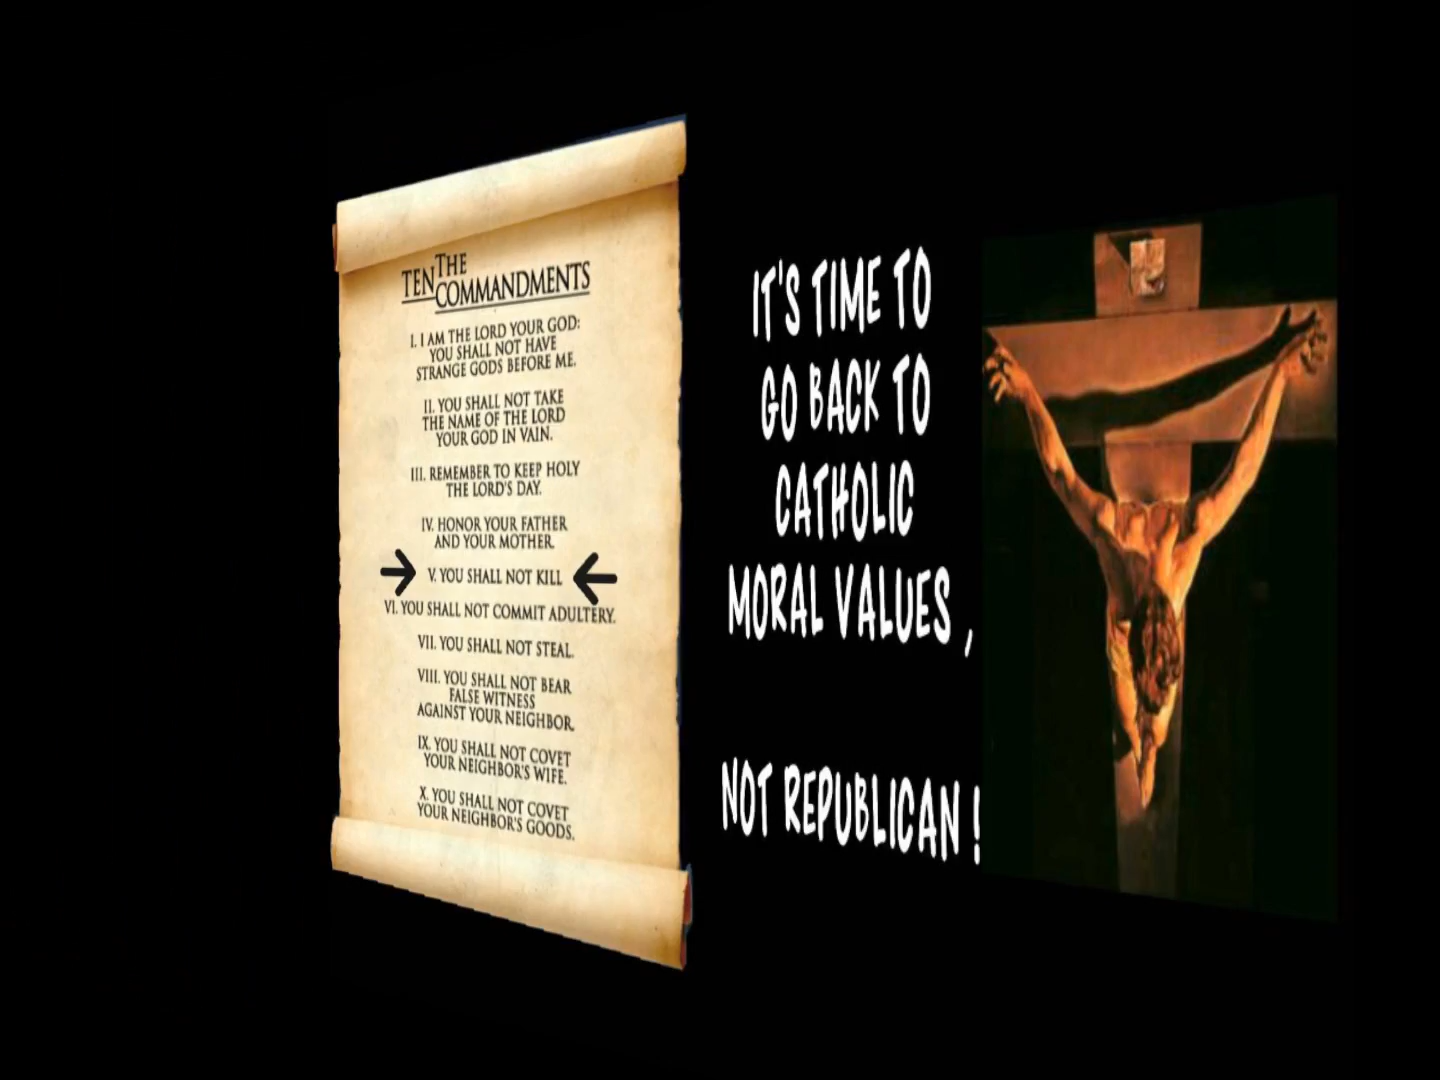 THE
TEN COMMANDMENTS
I. I AM THE LORD YOUR GOD:
YOU SHALL NOT HAVE
STRANGE GODS BEFORE ME.
II. YOU SHALL NOT TAKE
THE NAME OF THE LORD
YOUR GOD IN VAIN.
III. REMEMBER TO KEEP HOLY
THE LORD'S DAY.
IV. HONOR YOUR FATHER
AND YOUR MOTHER.
V. YOU SHALL NOT KILL
VI. YOU SHALL NOT COMMIT ADULTERY.
VII. YOU SHALL NOT STEAL.
VIII. YOU SHALL NOT BEAR
FALSE WITNESS
AGAINST YOUR NEIGHBOR.
IX. YOU SHALL NOT COVET
YOUR NEIGHBOR'S WIFE.
X. YOU SHALL NOT COVET
YOUR NEIGHBOR'S GOODS.
IT'S TIME TO
GO BACK TO
CATHOLIC
MORAL VALUES ,
NOT REPUBLICAN !